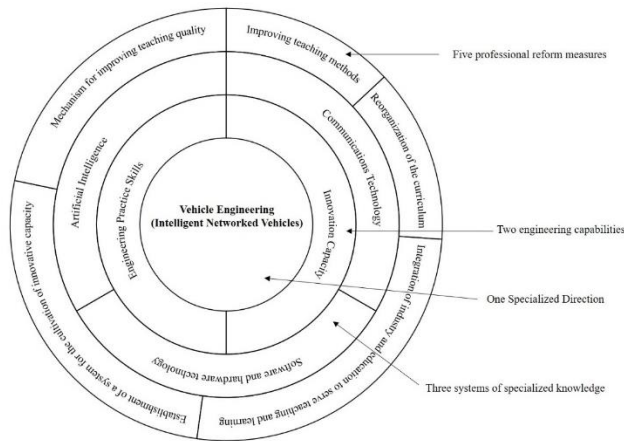 Mechanism for improving teaching quality
Improving teaching methods
Five professional reform measures
Reorganization of the curriculum
Artificial Intelligence
Communications Technology
Engineering Practice Skills
Vehicle Engineering
(Intelligent Networked Vehicles)
Innovation Capacity
Two engineering capabilities
One Specialized Direction
Three systems of specialized knowledge
Software and hardware technology
Establishment of a system for the cultivation of innovative capacity
Integration of industry and education to serve teaching and learning